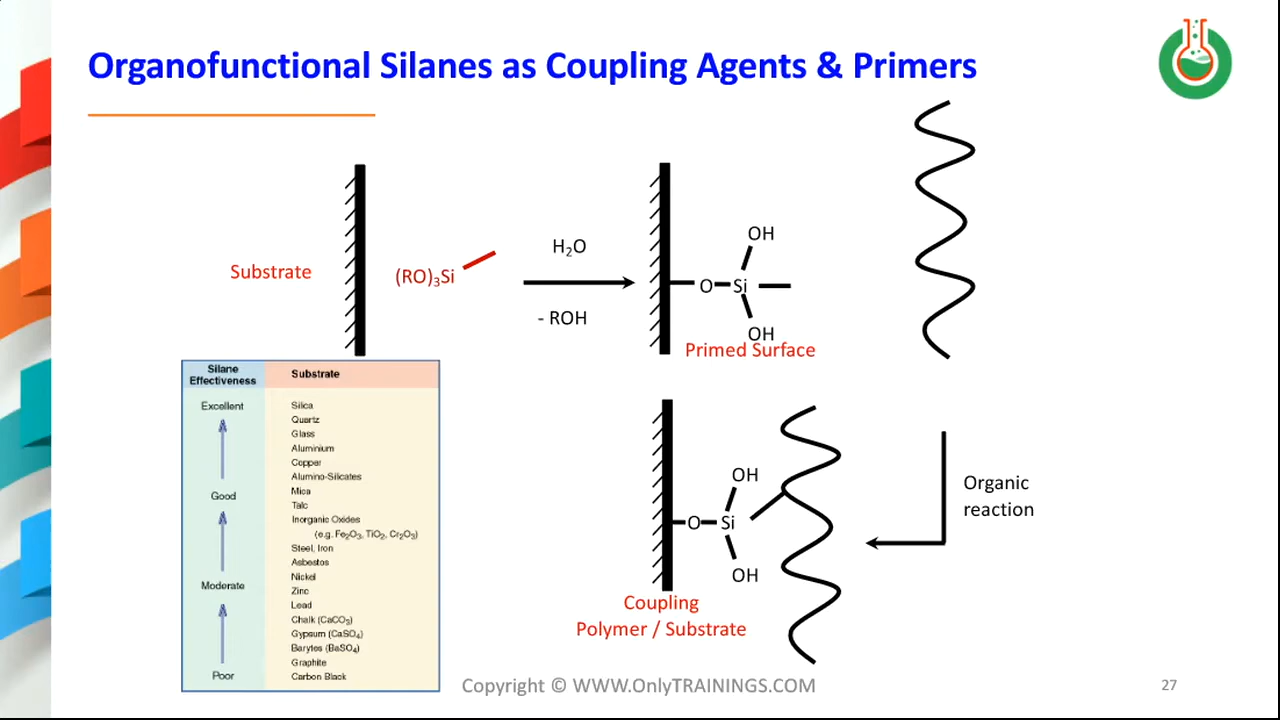 Organofunctional Silanes as Coupling Agents & Primers
Substrate
(RO)₃Si
H₂O
- ROH
OH
O
Si
OH
Primed Surface
Silane Effectiveness
Substrate
Excellent
Good
Moderate
Poor
Silica
Quartz
Glass
Aluminium
Copper
Alumino-Silicates
Mica
Talc
Inorganic Oxides
(e.g. Fe₂O₃, TiO₂, Cr₂O₃)
Steel, Iron
Asbestos
Nickel
Zinc
Lead
Chalk (CaCO₃)
Gypsum (CaSO₄)
Barytes (BaSO₄)
Graphite
Carbon Black
OH
O
Si
OH
Coupling
Polymer / Substrate
Organic
reaction
Copyright © WWW.OnlyTRAININGS.COM
27